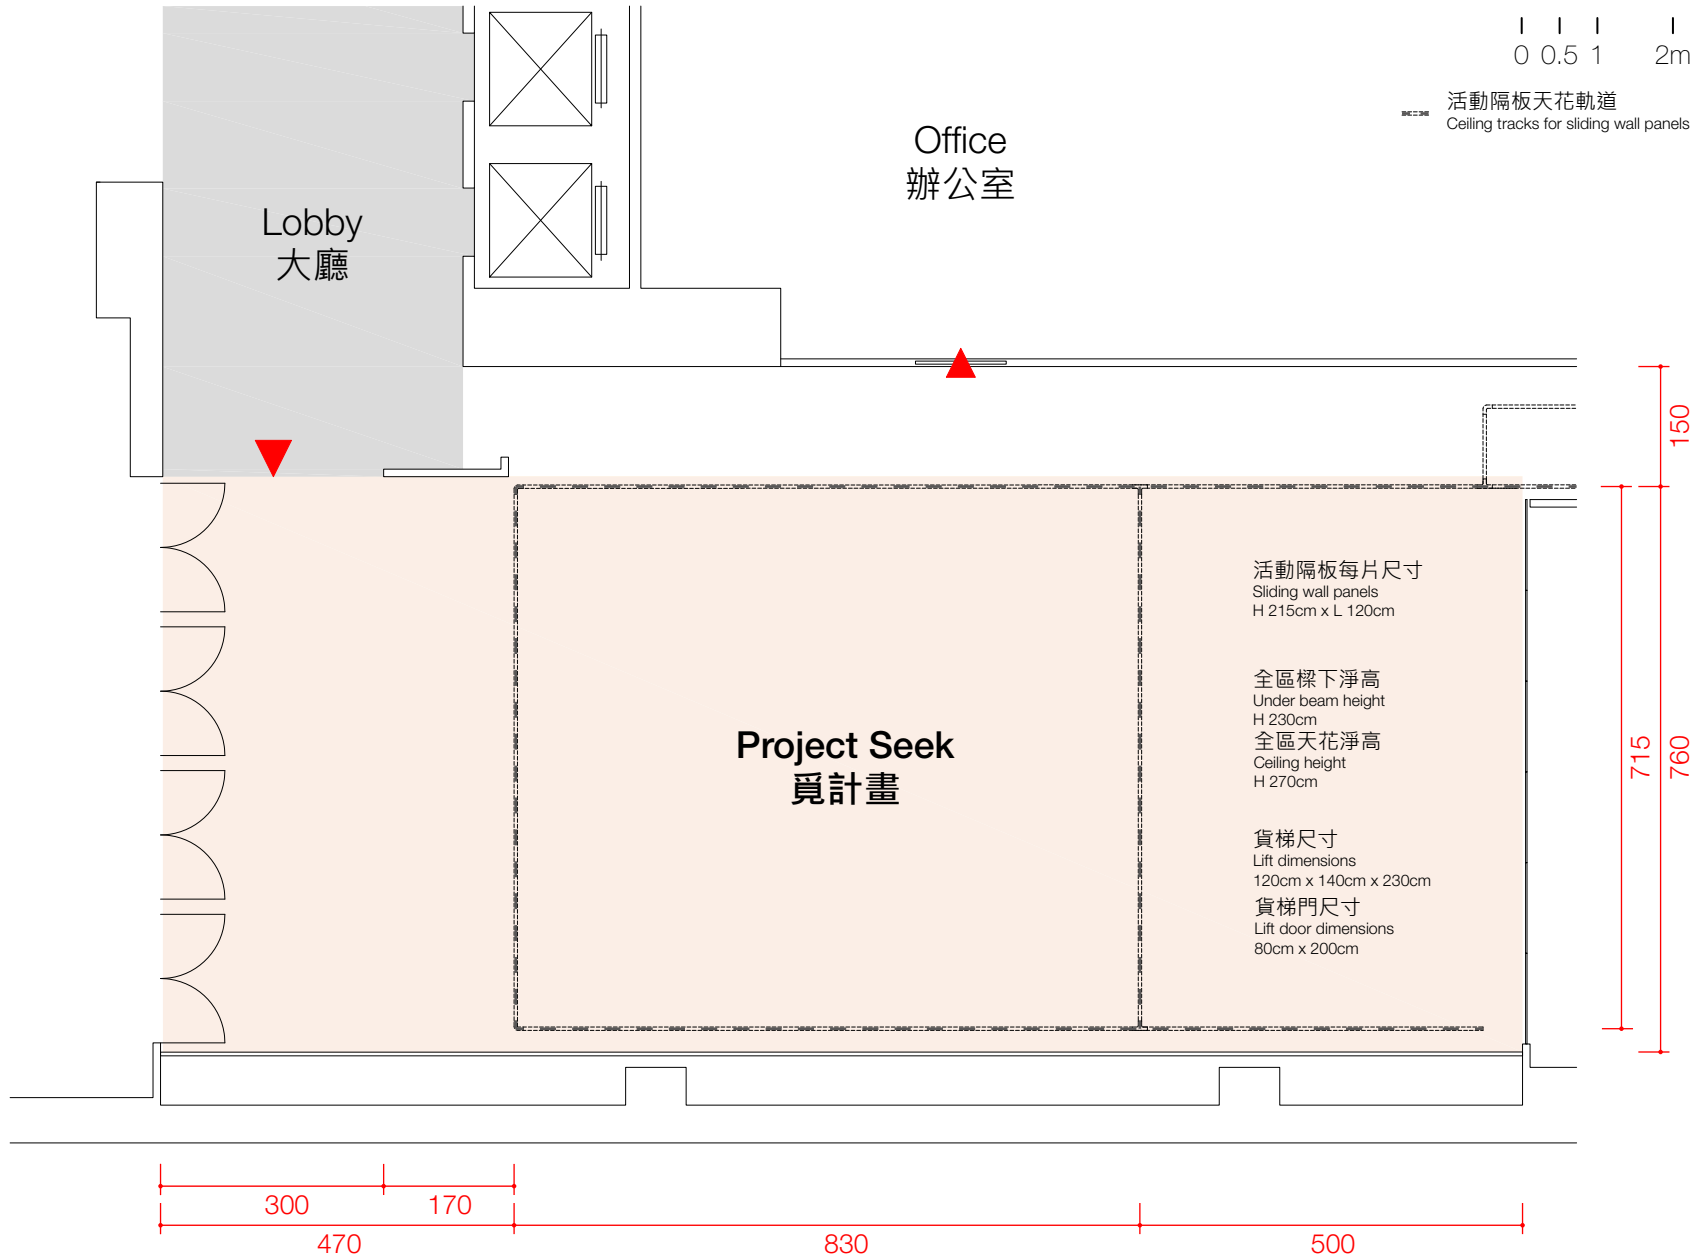 0 0.5 1 2m
活動隔板天花軌道
Ceiling tracks for sliding wall panels
Office
辦公室
Lobby
大廳
150
活動隔板每片尺寸
Sliding wall panels
H 215cm x L 120cm
全區樑下淨高
Under beam height
H 230cm
全區天花淨高
Ceiling height
H 270cm
Project Seek
覓計畫
715
760
貨梯尺寸
Lift dimensions
120cm x 140cm x 230cm
貨梯門尺寸
Lift door dimensions
80cm x 200cm
300
170
470
830
500